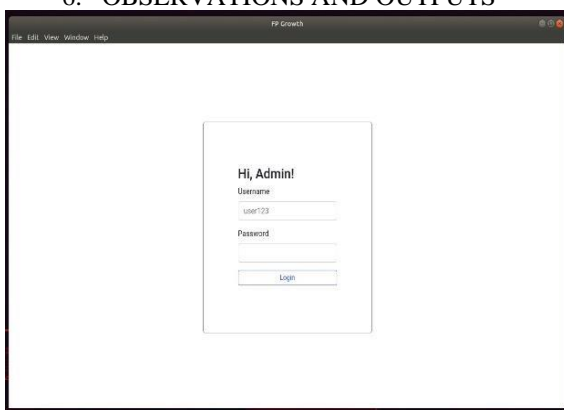 6. OBSERVATIONS AND OUTPUTS
FP Growth
File Edit View Window Help
Hi, Admin!
Username
user123
Password
Login